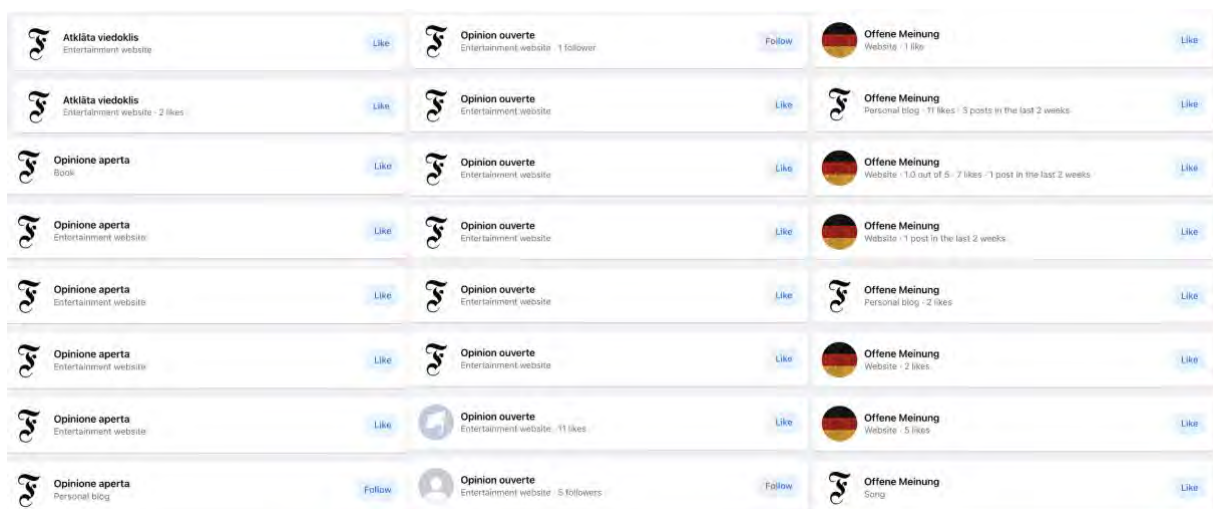 Atklāta viedoklis
Entertainment website
Like
Atklāta viedoklis
Entertainment website · 2 likes
Like
Opinione aperta
Book
Like
Opinione aperta
Entertainment website
Like
Opinione aperta
Entertainment website
Like
Opinione aperta
Entertainment website
Like
Opinione aperta
Entertainment website
Like
Opinione aperta
Personal blog
Follow
Opinion ouverte
Entertainment website · 1 follower
Follow
Opinion ouverte
Entertainment website
Like
Opinion ouverte
Entertainment website
Like
Opinion ouverte
Entertainment website
Like
Opinion ouverte
Entertainment website
Like
Opinion ouverte
Entertainment website
Like
Opinion ouverte
Entertainment website · 11 likes
Like
Opinion ouverte
Entertainment website · 5 followers
Follow
Offene Meinung
Website · 1 like
Like
Offene Meinung
Personal blog · 11 likes · 3 posts in the last 2 weeks
Like
Offene Meinung
Website · 1.0 out of 5 · 7 likes · 1 post in the last 2 weeks
Like
Offene Meinung
Website · 1 post in the last 2 weeks
Like
Offene Meinung
Personal blog · 2 likes
Like
Offene Meinung
Website · 2 likes
Like
Offene Meinung
Website · 5 likes
Like
Offene Meinung
Song
Like